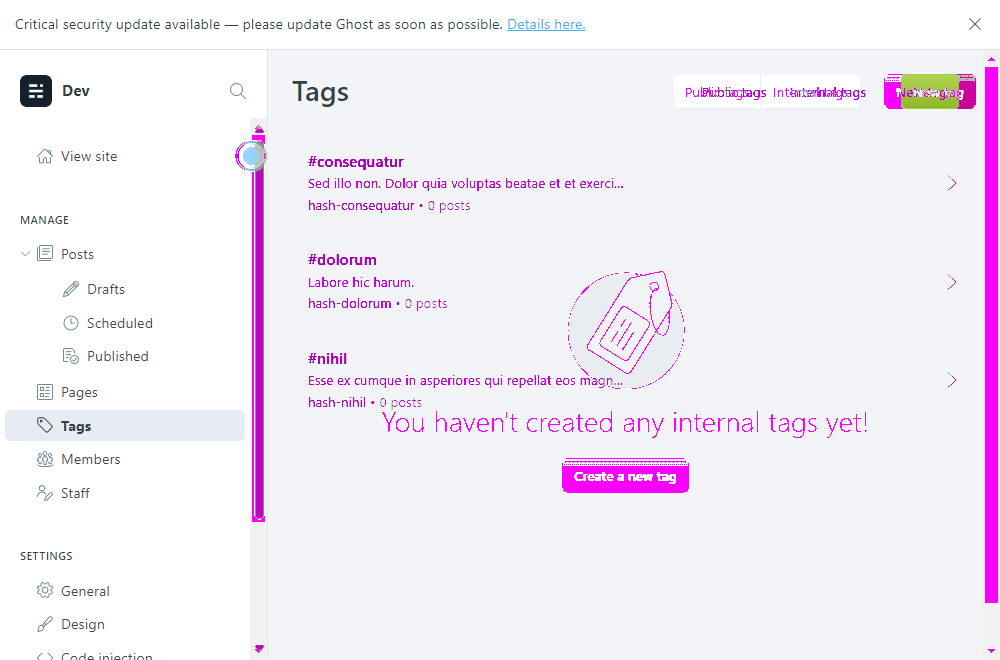 Critical security update available — please update Ghost as soon as possible. Details here.
Dev
Tags
Public tags
Internal tags
New tag
View site
#consequatur
Sed illo non. Dolor quia voluptas beatae et et exerci...
hash-consequatur • 0 posts
MANAGE
Posts
#dolorum
Labore hic harum.
hash-dolorum • 0 posts
Drafts
Scheduled
Published
#nihil
Esse ex cumque in asperiores qui repellat eos magn...
hash-nihil • 0 posts
Pages
Tags
You haven't created any internal tags yet!
Members
Create a new tag
Staff
SETTINGS
General
Design
Code injection